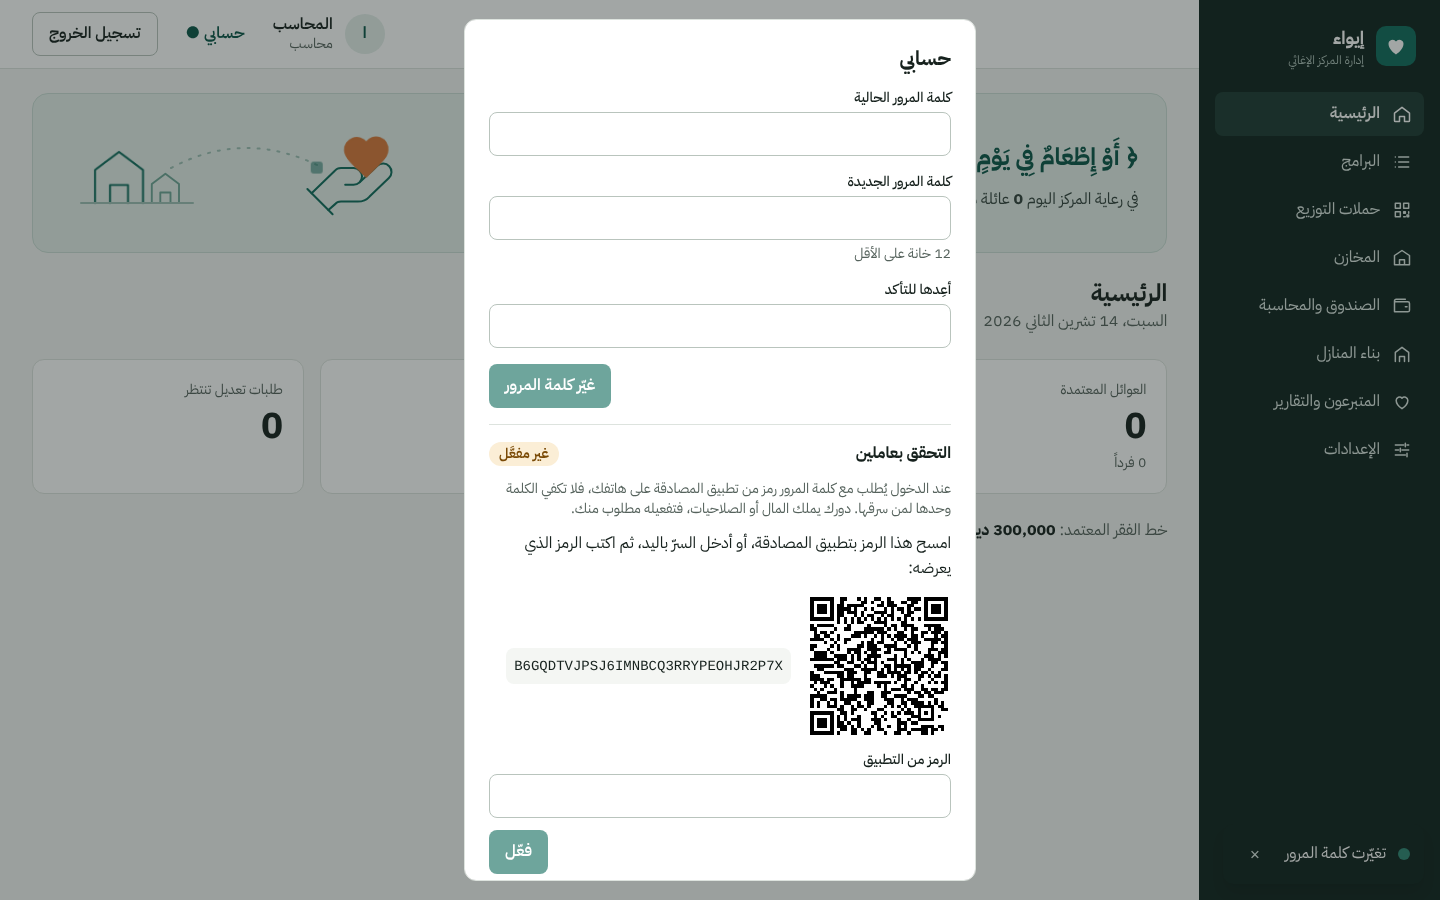 إيواء
إدارة المركز الإغاثي
الرئيسية
البرامج
حملات التوزيع
المخازن
الصندوق والمحاسبة
بناء المنازل
المتبرعون والتقارير
الإعدادات
تغيّرت كلمة المرور ×
ا
المحاسب
محاسب
حسابي
تسجيل الخروج
﴿ أَوْ إِطْعَامٌ فِي يَوْمٍ
في رعاية المركز اليوم 0 عائلة
الرئيسية
السبت، 14 تشرين الثاني 2026
العوائل المعتمدة
0
0 فرداً
طلبات تعديل تنتظر
0
خط الفقر المعتمد: 300,000
حسابي
كلمة المرور الحالية
كلمة المرور الجديدة
12 خانة على الأقل
أعِدها للتأكد
غيّر كلمة المرور
التحقق بعاملين
غير مفعَّل
عند الدخول يُطلب مع كلمة المرور رمز من تطبيق المصادقة على هاتفك، فلا تكفي الكلمة
وحدها لمن سرقها. دورك يملك المال أو الصلاحيات، فتفعيله مطلوب منك.
امسح هذا الرمز بتطبيق المصادقة، أو أدخل السرّ باليد، ثم اكتب الرمز الذي
يعرضه:
B6GQDTVJPSJ6IMNBCQ3RRYPEOHJR2P7X
الرمز من التطبيق
فعّل